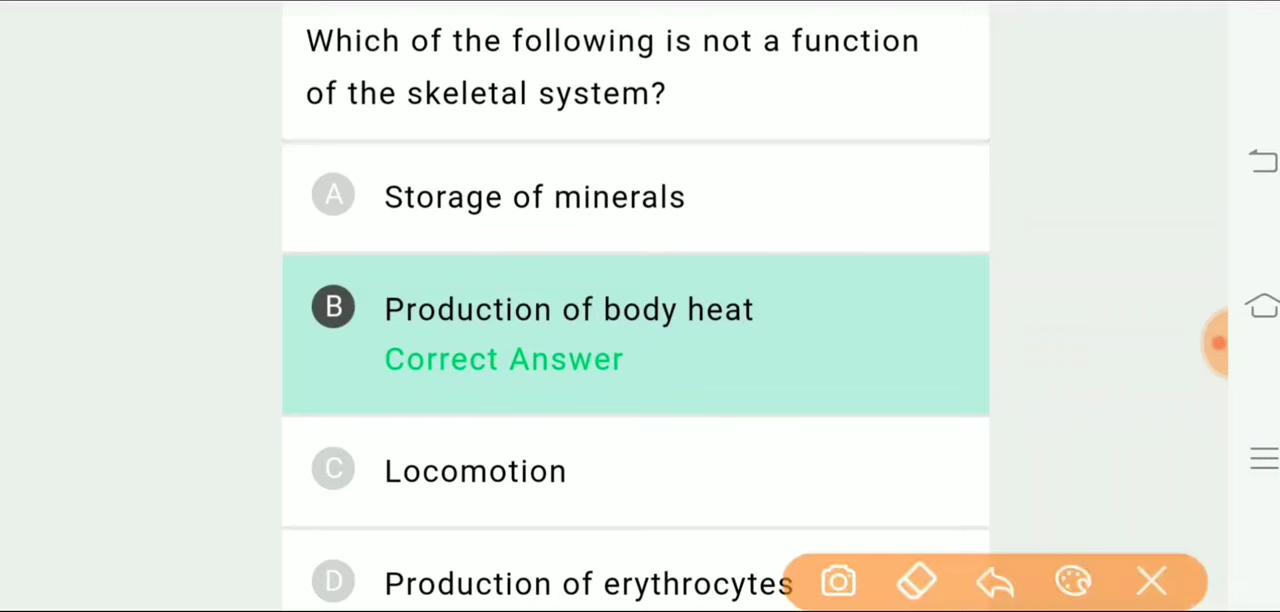 Which of the following is not a function
of the skeletal system?
A Storage of minerals
B Production of body heat
Correct Answer
C Locomotion
D Production of erythrocytes